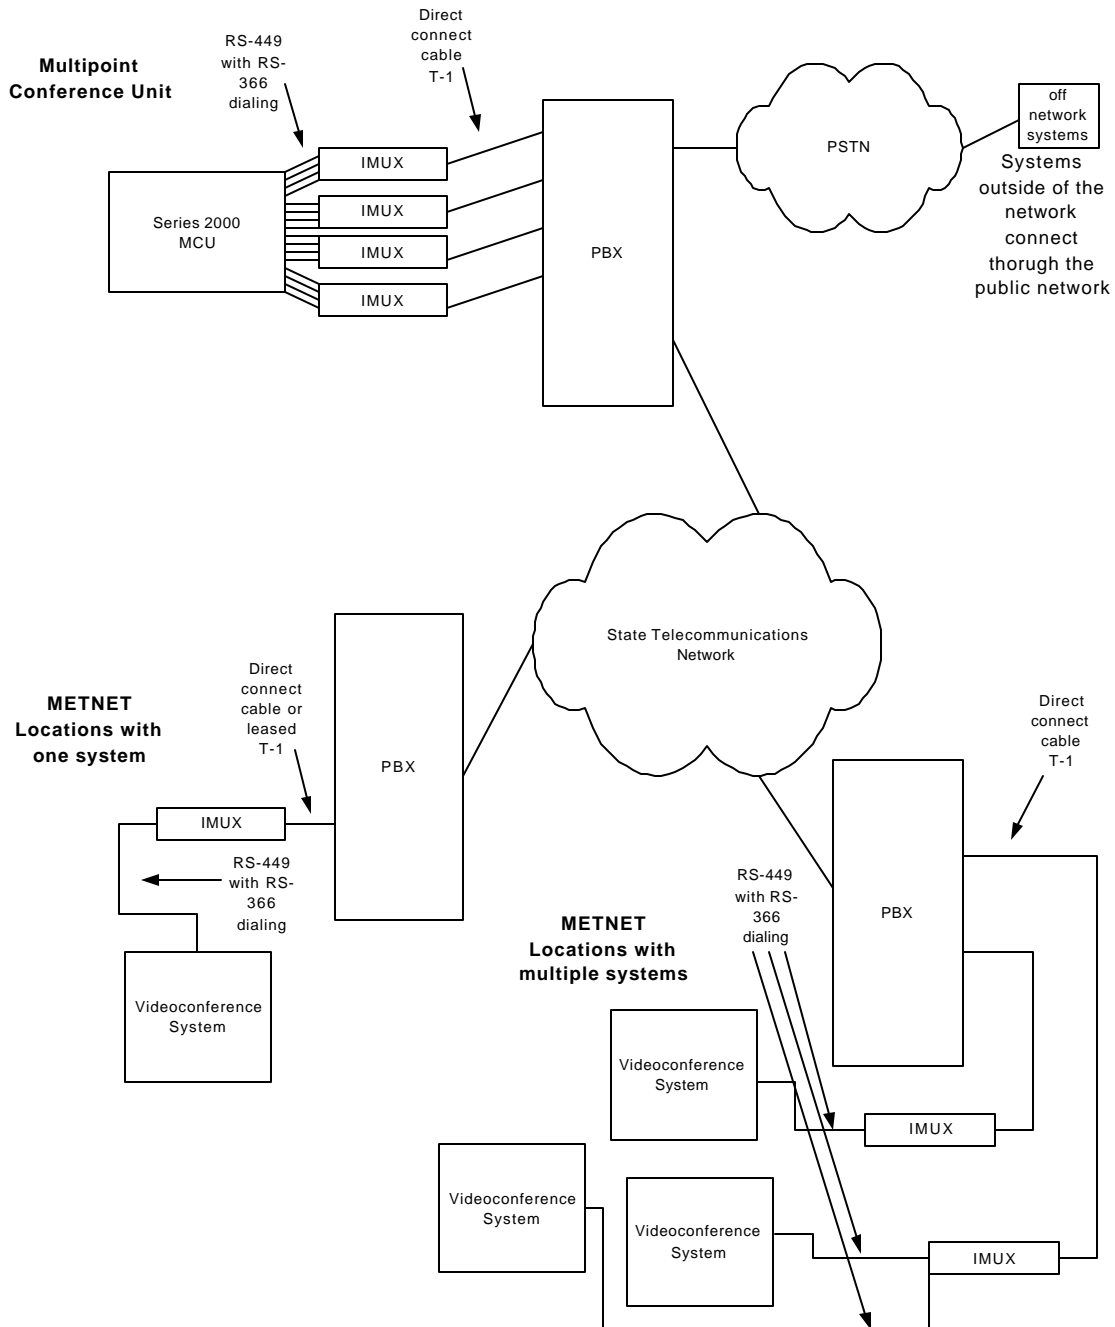 Multipoint
Conference Unit
RS-449
with RS-
366
dialing
Direct
connect
cable
T-1
Series 2000
MCU
IMUX
IMUX
IMUX
IMUX
PBX
PSTN
off
network
systems
Systems
outside of the
network
connect
thorugh the
public network
State Telecommunications
Network
METNET
Locations with
one system
Direct
connect
cable or
leased
T-1
PBX
IMUX
RS-449
with RS-
366
dialing
Videoconference
System
Direct
connect
cable
T-1
PBX
RS-449
with RS-
366
dialing
METNET
Locations with
multiple systems
Videoconference
System
IMUX
Videoconference
System
Videoconference
System
IMUX